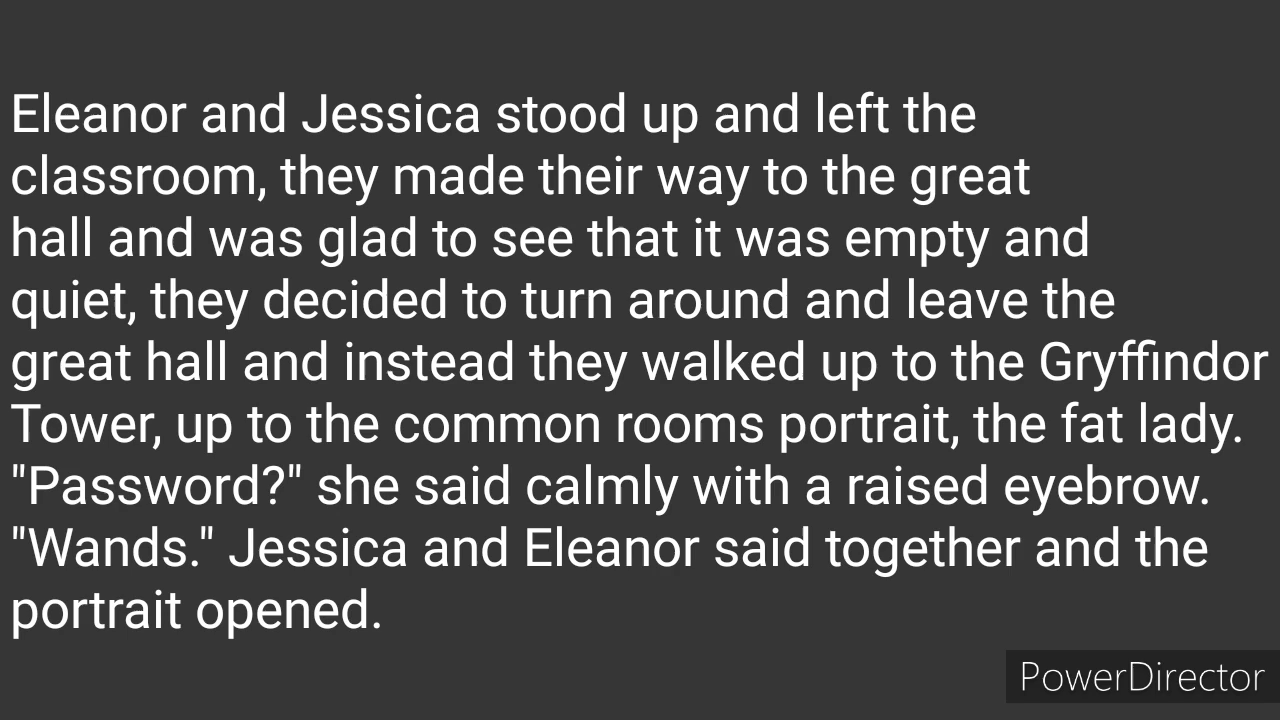 Eleanor and Jessica stood up and left the
classroom, they made their way to the great
hall and was glad to see that it was empty and
quiet, they decided to turn around and leave the
great hall and instead they walked up to the Gryffindor
Tower, up to the common rooms portrait, the fat lady.
"Password?" she said calmly with a raised eyebrow.
"Wands." Jessica and Eleanor said together and the
portrait opened.
PowerDirector